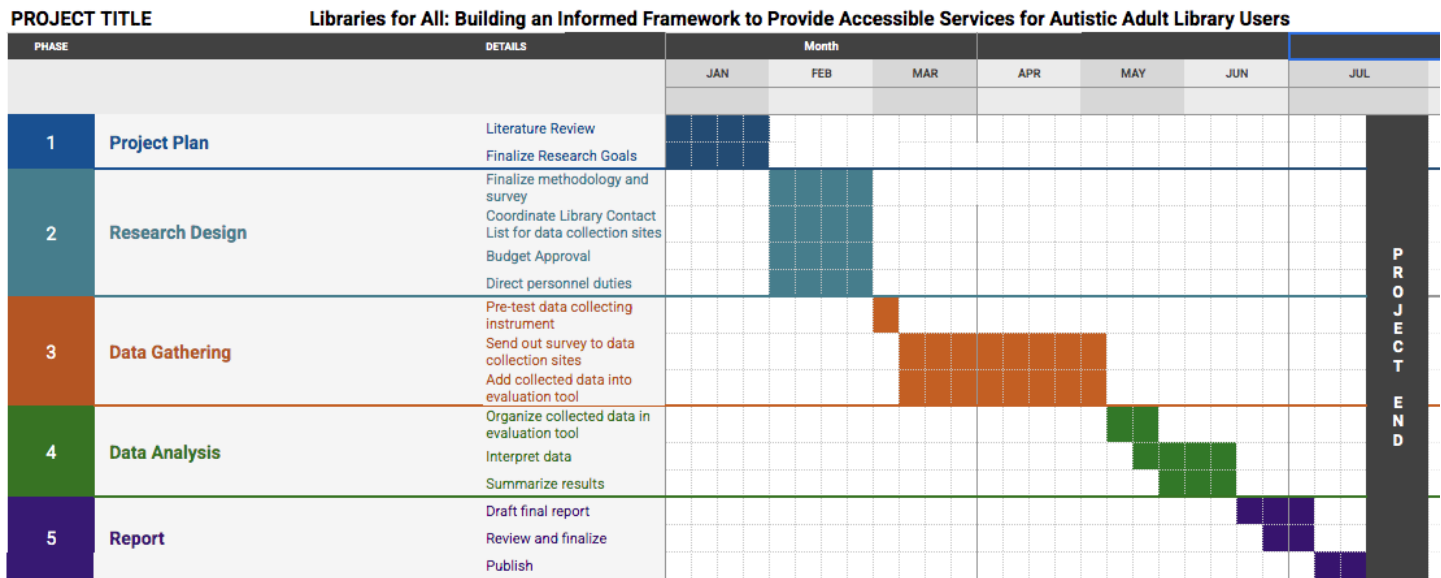 PROJECT TITLE Libraries for All: Building an Informed Framework to Provide Accessible Services for Autistic Adult Library Users
PHASE DETAILS Month
JAN FEB MAR APR MAY JUN JUL
1 Project Plan
Literature Review
Finalize Research Goals
2 Research Design
Finalize methodology and
survey
Coordinate Library Contact
List for data collection sites
Budget Approval
Direct personnel duties
3 Data Gathering
Pre-test data collecting
instrument
Send out survey to data
collection sites
Add collected data into
evaluation tool
4 Data Analysis
Organize collected data in
evaluation tool
Interpret data
Summarize results
5 Report
Draft final report
Review and finalize
Publish
PROJECT END